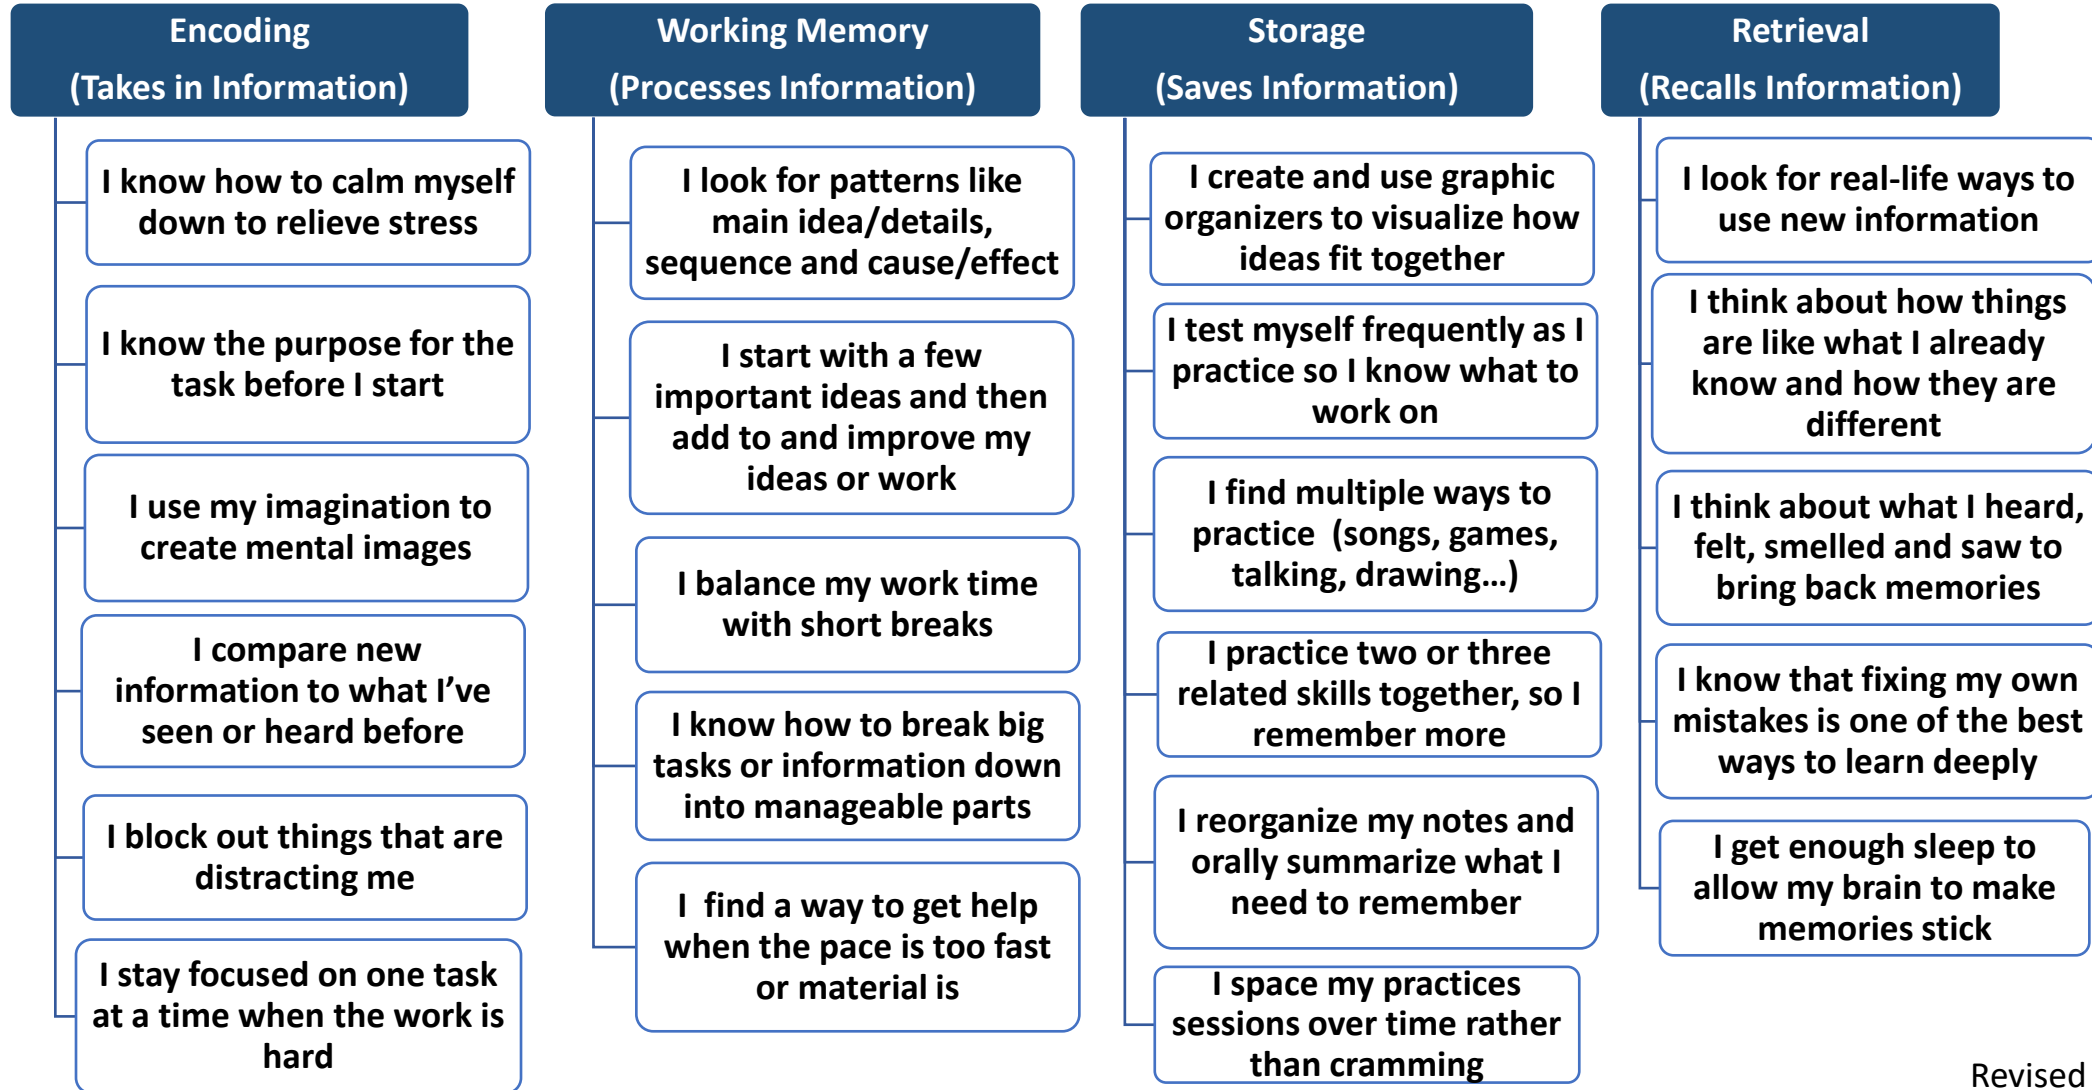 Encoding
(Takes in Information)
I know how to calm myself
down to relieve stress
I know the purpose for the
task before I start
I use my imagination to
create mental images
I compare new
information to what I've
seen or heard before
I block out things that are
distracting me
I stay focused on one task
at a time when the work is
hard
Working Memory
(Processes Information)
I look for patterns like
main idea/details,
sequence and cause/effect
I start with a few
important ideas and then
add to and improve my
ideas or work
I balance my work time
with short breaks
I know how to break big
tasks or information down
into manageable parts
I find a way to get help
when the pace is too fast
or material is
Storage
(Saves Information)
I create and use graphic
organizers to visualize how
ideas fit together
I test myself frequently as I
practice so I know what to
work on
I find multiple ways to
practice (songs, games,
talking, drawing…)
I practice two or three
related skills together, so I
remember more
I reorganize my notes and
orally summarize what I
need to remember
I space my practices
sessions over time rather
than cramming
Retrieval
(Recalls Information)
I look for real-life ways to
use new information
I think about how things
are like what I already
know and how they are
different
I think about what I heard,
felt, smelled and saw to
bring back memories
I know that fixing my own
mistakes is one of the best
ways to learn deeply
I get enough sleep to
allow my brain to make
memories stick
Revised